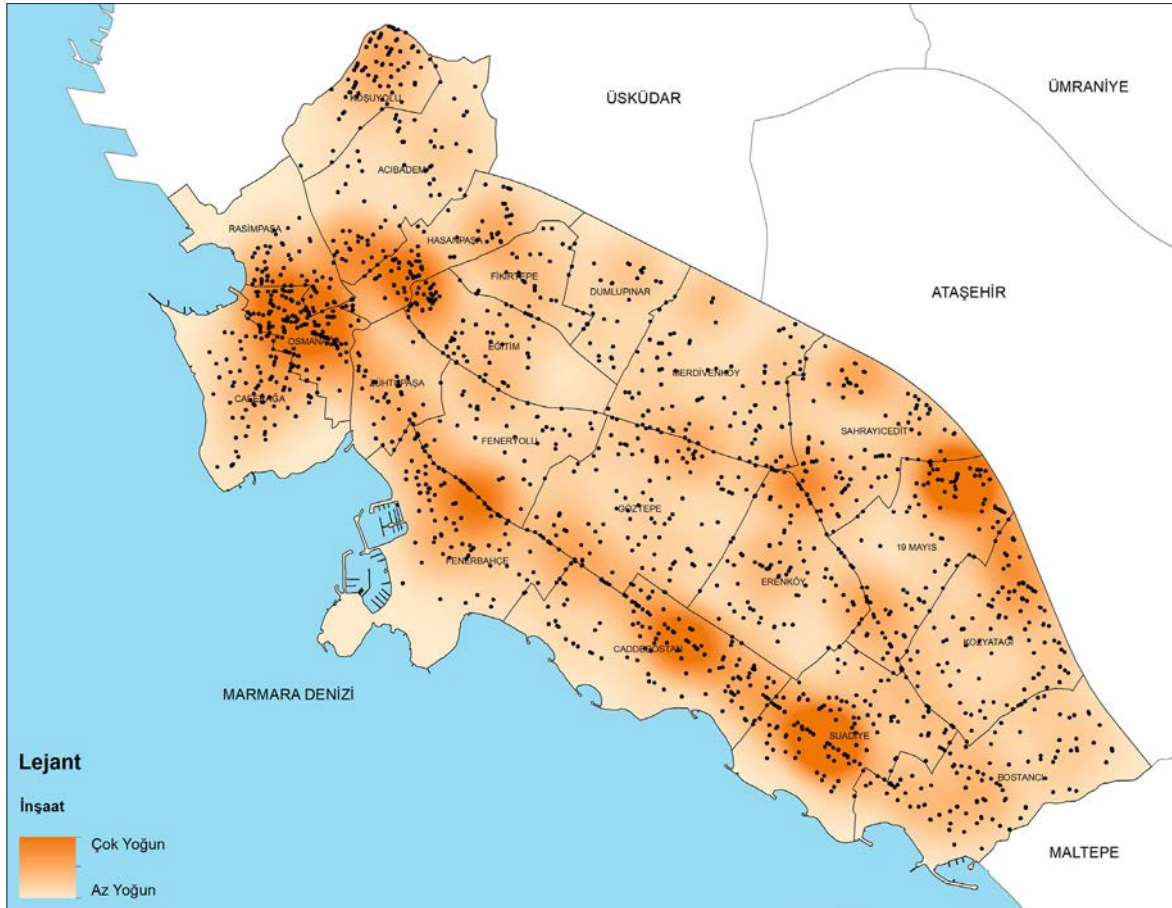 ÜSKÜDAR
ÜMRANİYE
KOŞUYOLU
ACIBADEM
RASİMPAŞA
HASANPAŞA
FİKİRTEPE
DUMLUPINAR
ATAŞEHİR
OSMANAĞA
EĞİTİM
MERDİVENKÖY
ZÜHTÜPAŞA
CAFERAĞA
FENERYOLU
SAHRAYICEDİT
GÖZTEPE
19 MAYIS
FENERBAHÇE
ERENKÖY
CADDEBOSTAN
KOZYATAĞI
MARMARA DENİZİ
SUADİYE
BOSTANCI
MALTEPE
Lejant
İnşaat
Çok Yoğun
Az Yoğun